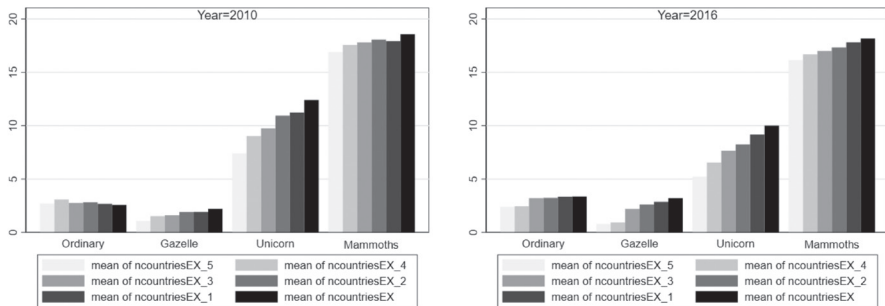 Year=2010
20
15
10
5
0
Ordinary Gazelle Unicorn Mammoths
mean of ncountriesEX_5 mean of ncountriesEX_4
mean of ncountriesEX_3 mean of ncountriesEX_2
mean of ncountriesEX_1 mean of ncountriesEX
Year=2016
20
15
10
5
0
Ordinary Gazelle Unicorn Mammoths
mean of ncountriesEX_5 mean of ncountriesEX_4
mean of ncountriesEX_3 mean of ncountriesEX_2
mean of ncountriesEX_1 mean of ncountriesEX